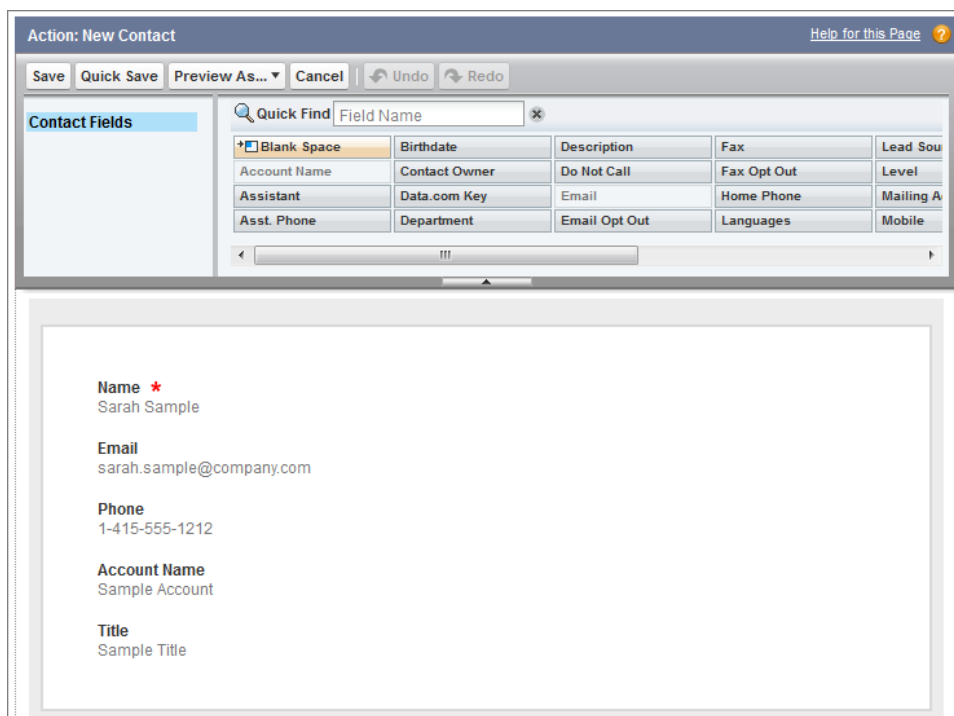 Action: New Contact Help for this Page ?
Save Quick Save Preview As... Cancel Undo Redo
Contact Fields
Quick Find Field Name
Blank Space Birthdate Description Fax Lead Sou
Account Name Contact Owner Do Not Call Fax Opt Out Level
Assistant Data.com Key Email Home Phone Mailing A
Asst. Phone Department Email Opt Out Languages Mobile
Name *
Sarah Sample
Email
sarah.sample@company.com
Phone
1-415-555-1212
Account Name
Sample Account
Title
Sample Title